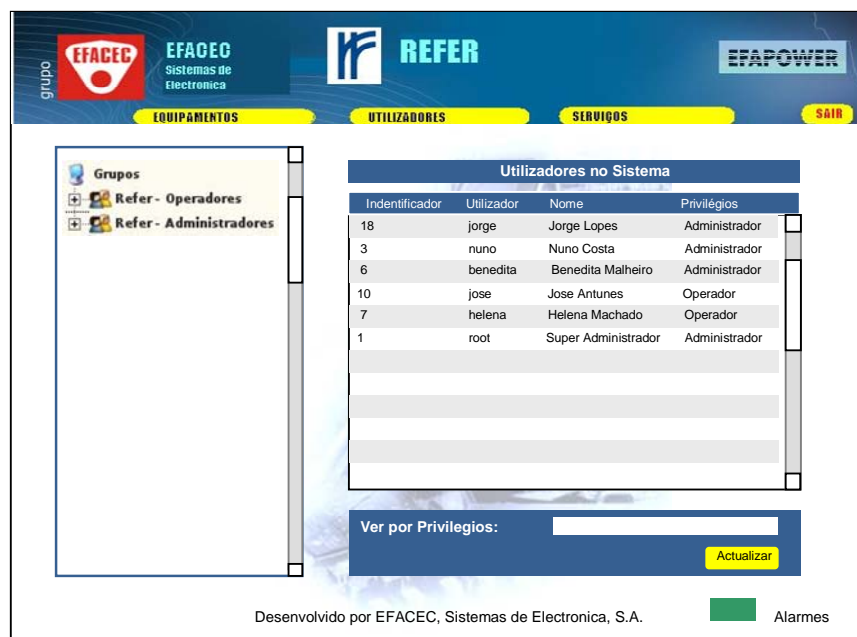 grupo
EFACEC
EFACEC
Sistemas de
Electronica
REFER
EFAPOWER
EQUIPAMENTOS
UTILIZADORES
SERVIÇOS
SAIR
Grupos
Refer - Operadores
Refer - Administradores
Utilizadores no Sistema
Indentificador Utilizador Nome Privilégios
18 jorge Jorge Lopes Administrador
3 nuno Nuno Costa Administrador
6 benedita Benedita Malheiro Administrador
10 jose Jose Antunes Operador
7 helena Helena Machado Operador
1 root Super Administrador Administrador
Ver por Privilegios:
Actualizar
Desenvolvido por EFACEC, Sistemas de Electronica, S.A.
Alarmes